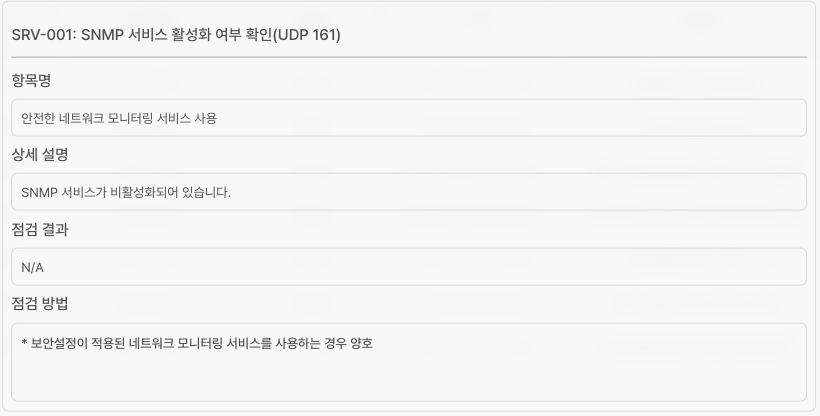 SRV-001: SNMP 서비스 활성화 여부 확인(UDP 161)
항목명
안전한 네트워크 모니터링 서비스 사용
상세 설명
SNMP 서비스가 비활성화되어 있습니다.
점검 결과
N/A
점검 방법
* 보안설정이 적용된 네트워크 모니터링 서비스를 사용하는 경우 양호